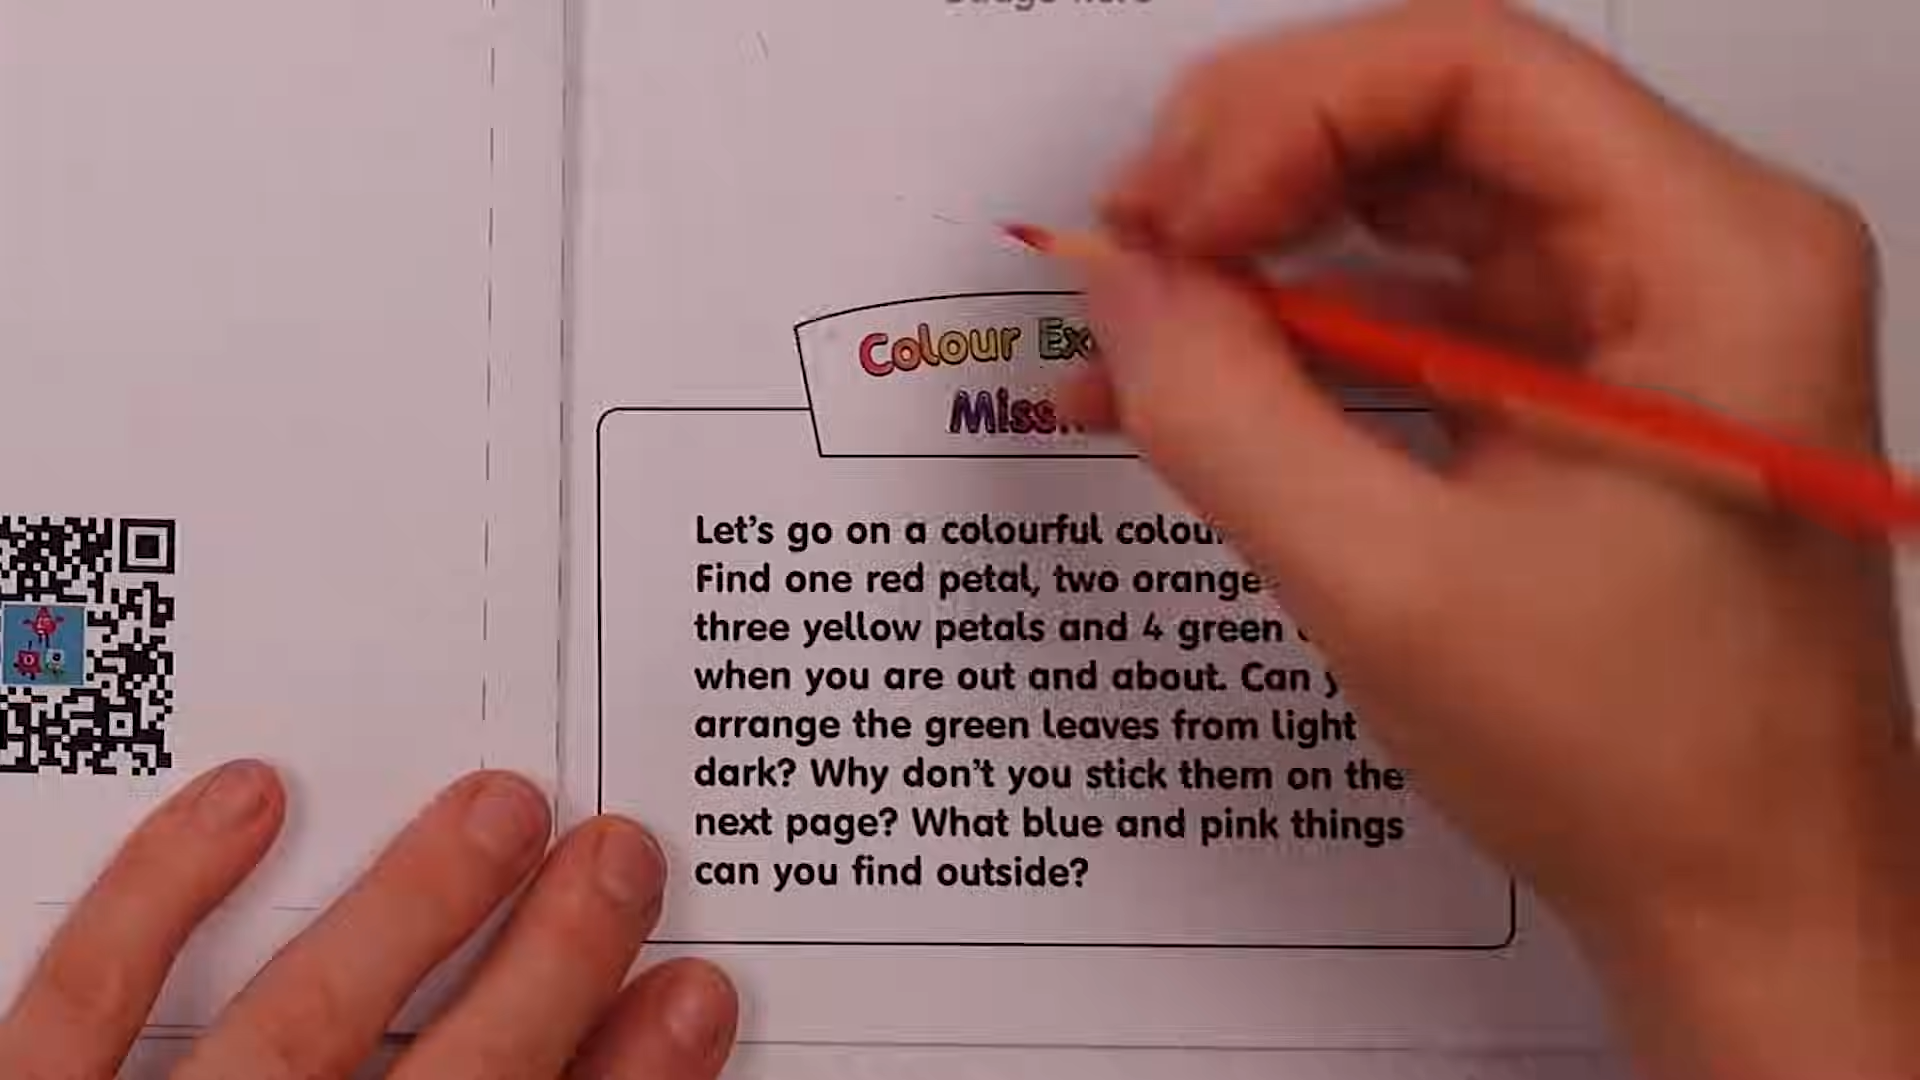 Colour
Let's go on a colourful
Find one red petal, two orange
three yellow petals and 4 green
when you are out and about. Can
arrange the green leaves from light
dark? Why don't you stick them on the
next page? What blue and pink things
can you find outside?